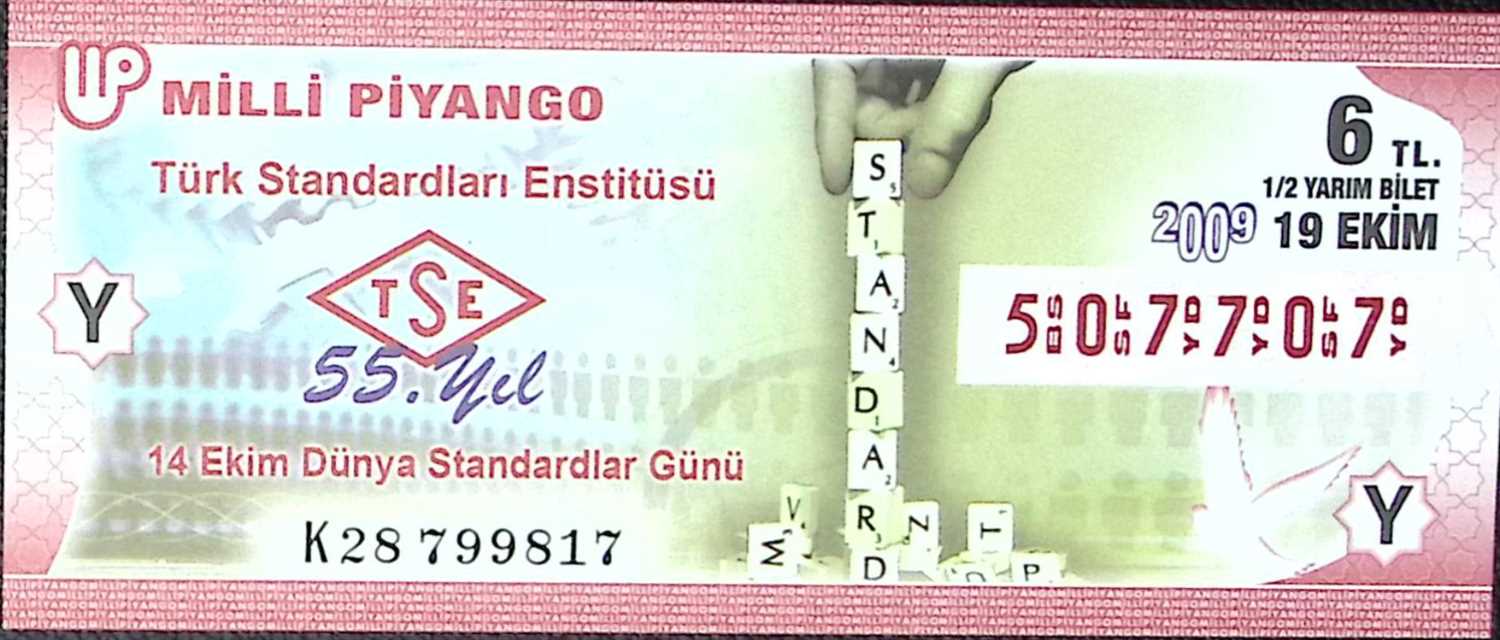 MİLLİ PİYANGO
Türk Standardları Enstitüsü
TSE
55. Yıl
14 Ekim Dünya Standardlar Günü
K28 799817
Y
STANDARD
V
M
N
T
P
6 TL.
1/2 YARIM BİLET
2009 19 EKİM
507707
Y